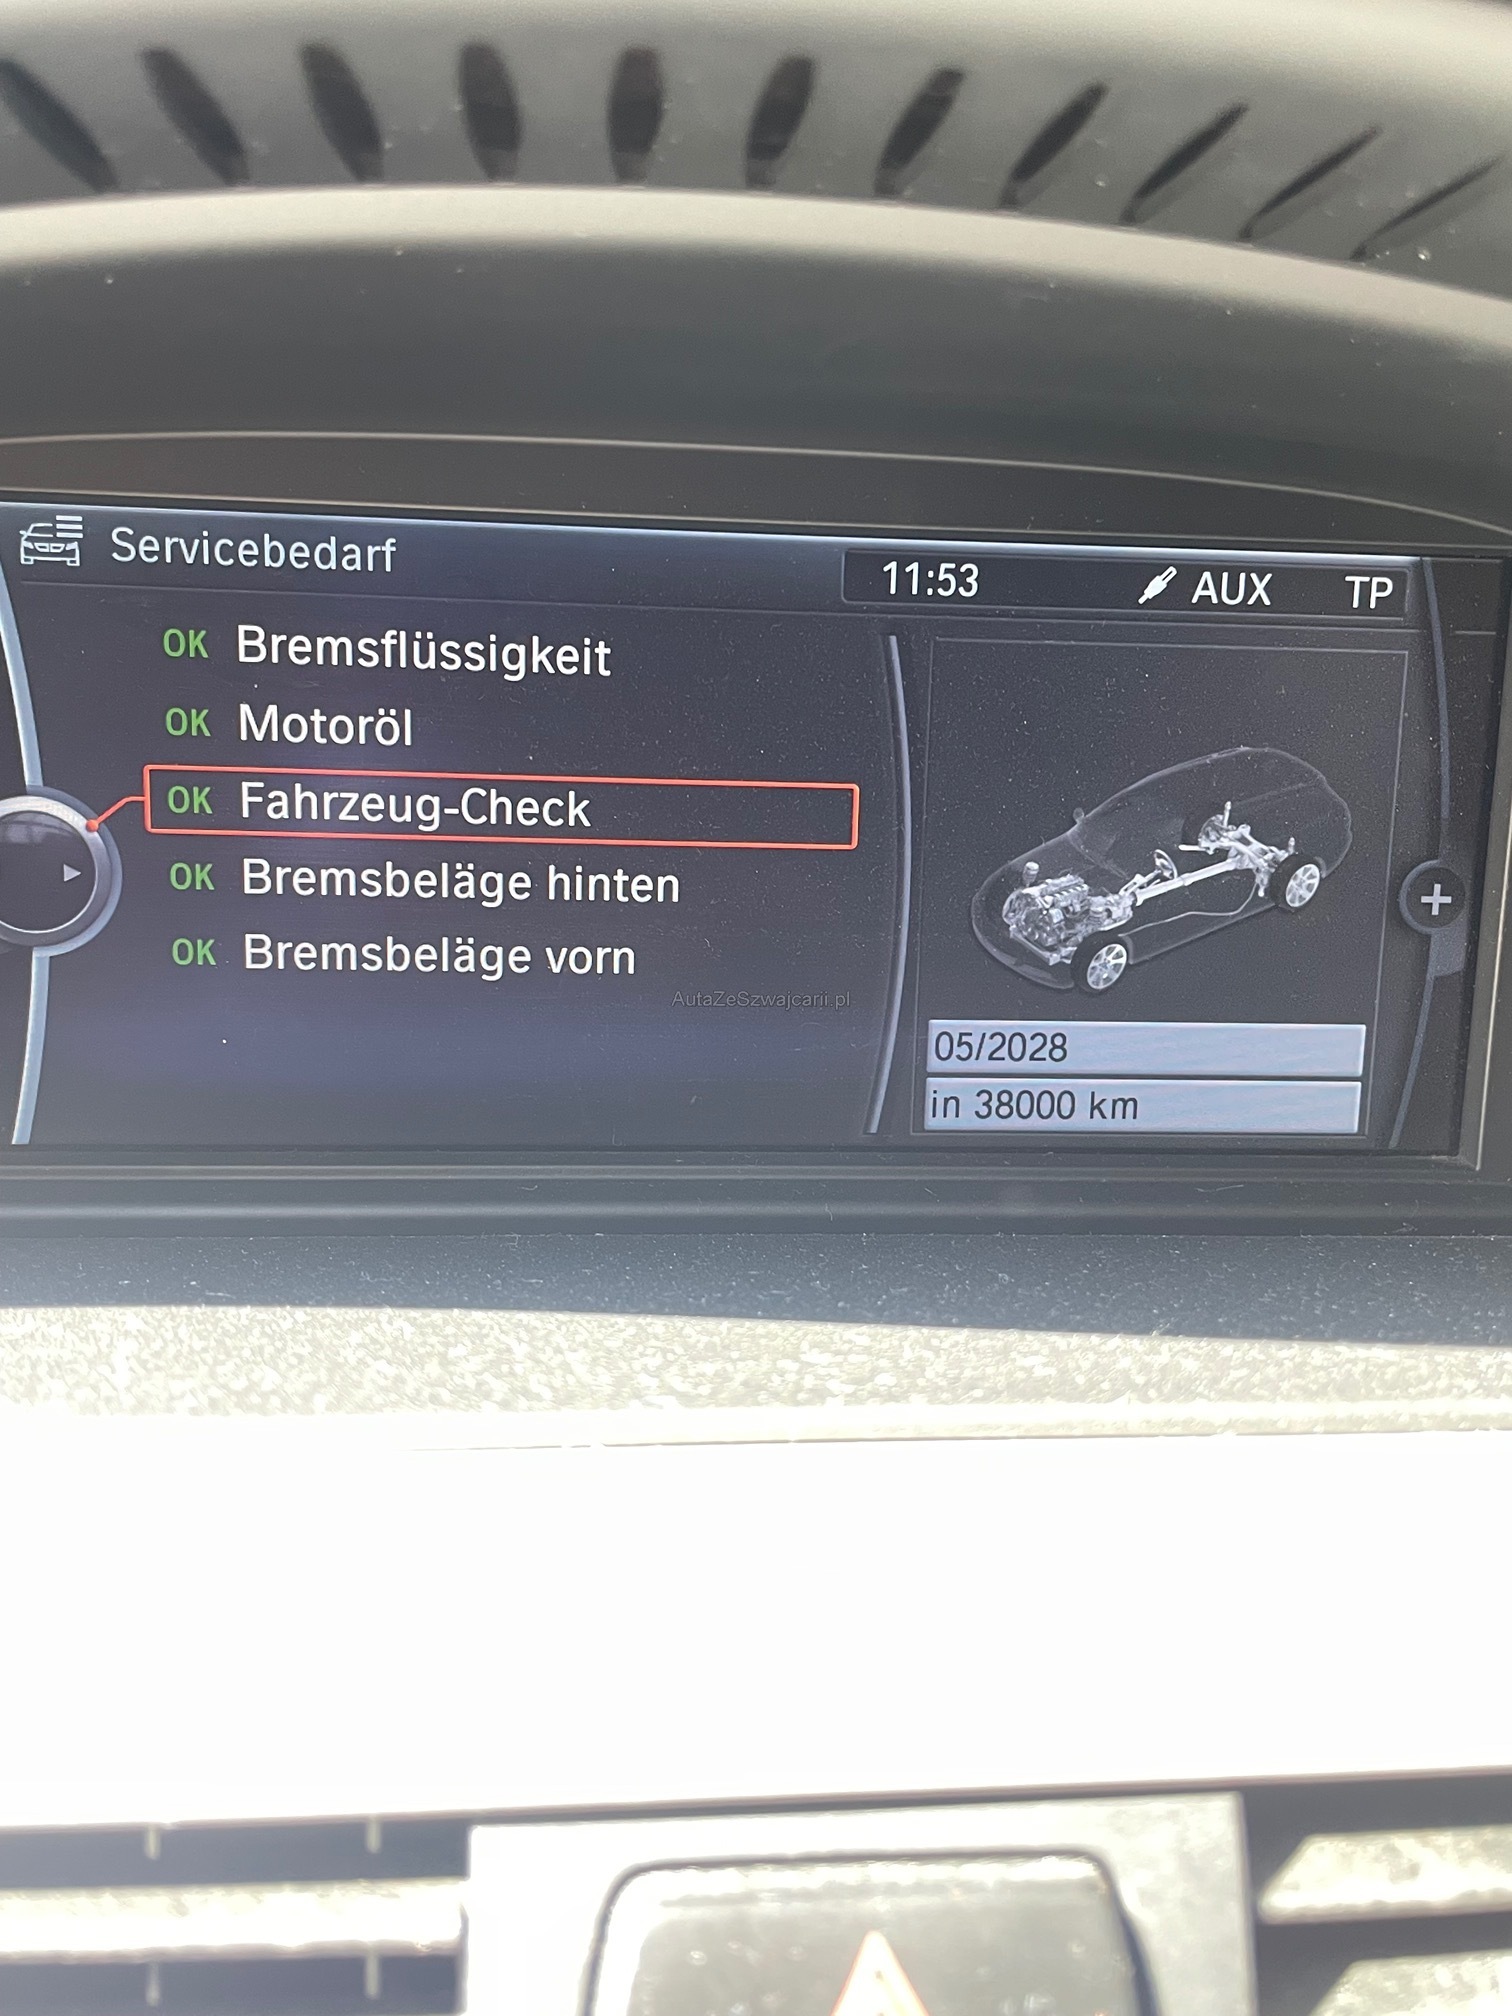 Servicebedarf
11:53 AUX TP
OK Bremsflüssigkeit
OK Motoröl
OK Fahrzeug-Check
OK Bremsbeläge hinten
OK Bremsbeläge vorn
AutaZeSzwajcarii.pl
05/2028
in 38000 km